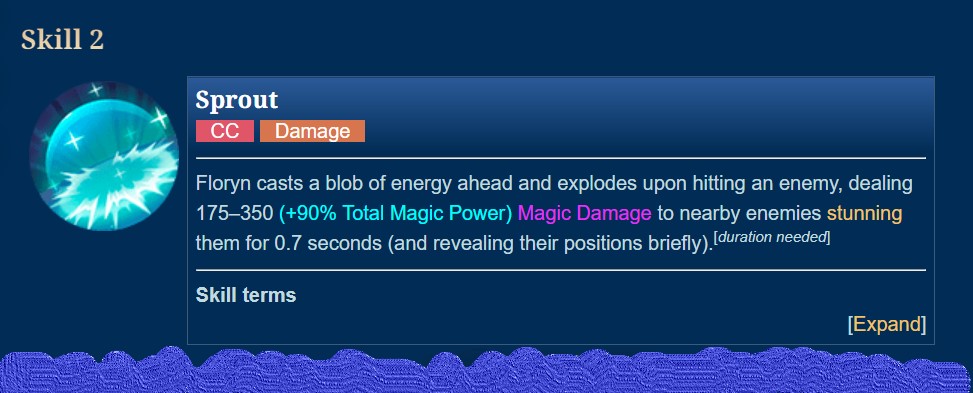 Skill 2
Sprout
CC Damage
Floryn casts a blob of energy ahead and explodes upon hitting an enemy, dealing
175–350 (+90% Total Magic Power) Magic Damage to nearby enemies stunning
them for 0.7 seconds (and revealing their positions briefly).[duration needed]
Skill terms
[Expand]